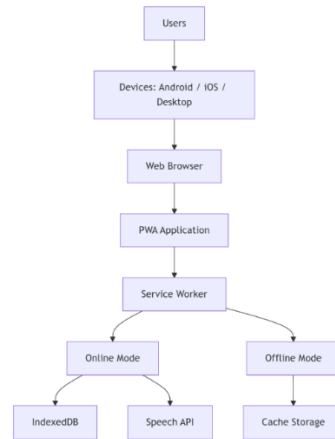 Users
Devices: Android / iOS /
Desktop
Web Browser
PWA Application
Service Worker
Online Mode
Offline Mode
IndexedDB
Speech API
Cache Storage